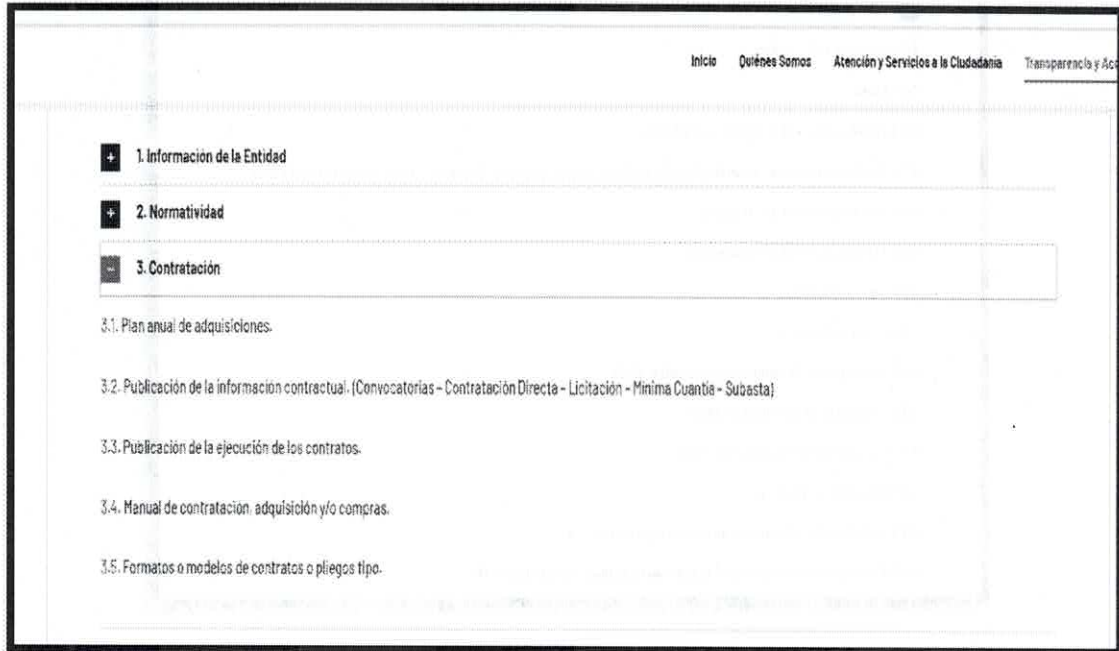 Inicio Quiénes Somos Atención y Servicios a la Ciudadanía Transparencia y Acc
+ 1. Información de la Entidad
+ 2. Normatividad
- 3. Contratación
3.1. Plan anual de adquisiciones.
3.2. Publicación de la información contractual. (Convocatorias - Contratación Directa - Licitación - Mínima Cuantía - Subasta)
3.3. Publicación de la ejecución de los contratos.
3.4. Manual de contratación, adquisición y/o compras.
3.5. Formatos o modelos de contratos o pliegos tipo.